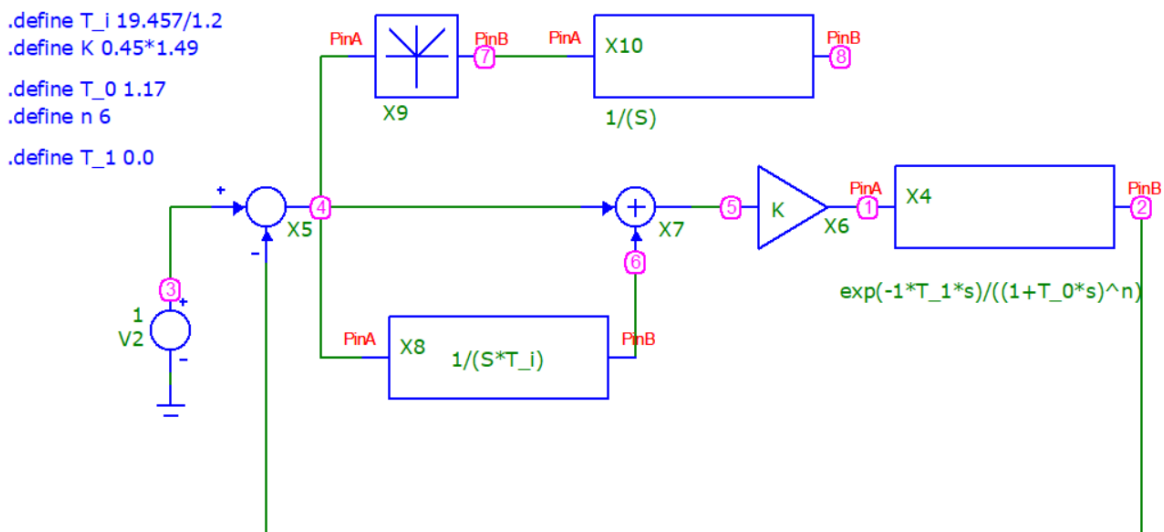 .define T_i 19.457/1.2
.define K 0.45*1.49
.define T_0 1.17
.define n 6
.define T_1 0.0
PinA
PinB
7
X9
PinA
X10
8
1/(S)
+
4
X5
-
+
X7
5
K
X6
PinA
1
X4
PinB
2
6
exp(-1*T_1*s)/((1+T_0*s)^n)
3
+
1
V2
-
PinA
X8
1/(S*T_i)
PinB